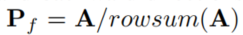 P_f = A/rowsum(A)